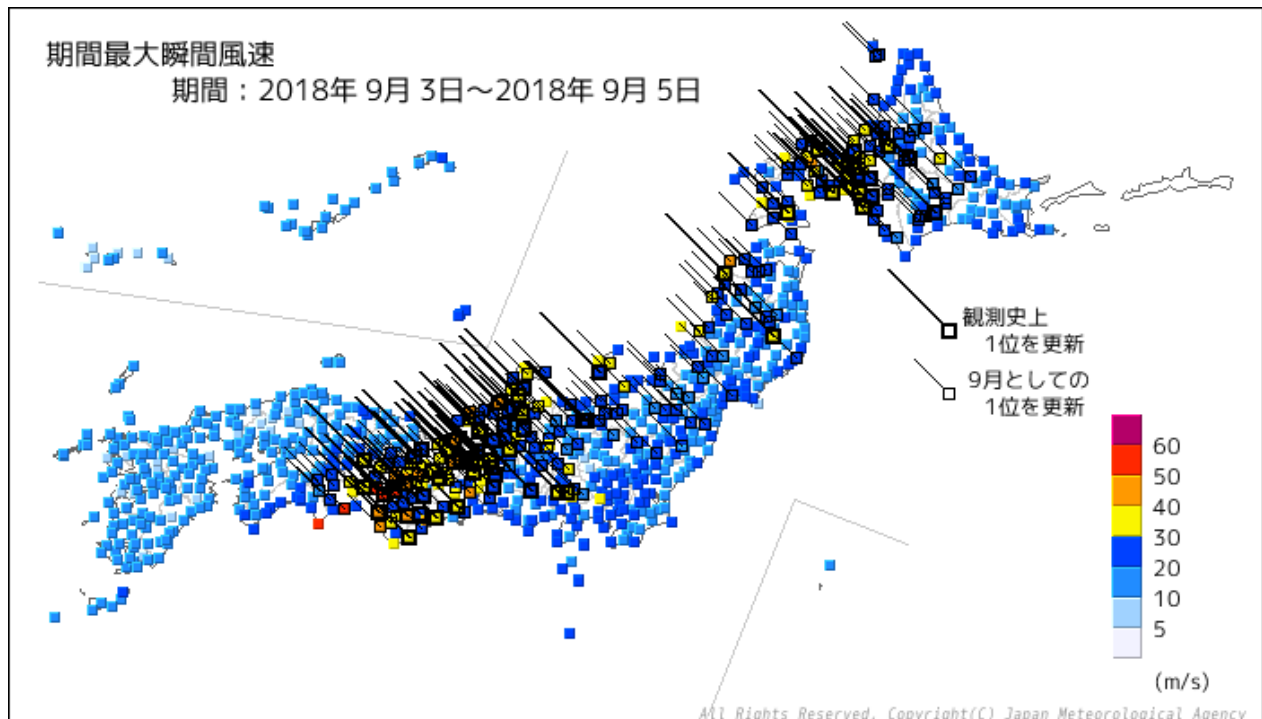 期間最大瞬間風速
期間：2018年 9月 3日～2018年 9月 5日
観測史上
1位を更新
9月としての
1位を更新
60
50
40
30
20
10
5
(m/s)
All Rights Reserved. Copyright(C) Japan Meteorological Agency